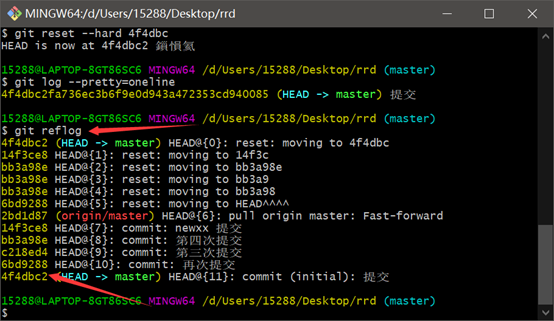 MINGW64:/d/Users/15288/Desktop/rrd
$ git reset --hard 4f4dbc
HEAD is now at 4f4dbc2 鎻愪氦
15288@LAPTOP-8GT86SC6 MINGW64 /d/Users/15288/Desktop/rrd (master)
$ git log --pretty=oneline
4f4dbc2fa736ec3b6f9e0d943a472353cd940085 (HEAD -> master) 提交
15288@LAPTOP-8GT86SC6 MINGW64 /d/Users/15288/Desktop/rrd (master)
$ git reflog
4f4dbc2 (HEAD -> master) HEAD@{0}: reset: moving to 4f4dbc
14f3ce8 HEAD@{1}: reset: moving to 14f3c
bb3a98e HEAD@{2}: reset: moving to bb3a98e
bb3a98e HEAD@{3}: reset: moving to bb3a9
bb3a98e HEAD@{4}: reset: moving to bb3a98
6bd9288 HEAD@{5}: reset: moving to HEAD^^^^
2bd1d87 (origin/master) HEAD@{6}: pull origin master: Fast-forward
14f3ce8 HEAD@{7}: commit: newxx 提交
bb3a98e HEAD@{8}: commit: 第四次提交
c218ed4 HEAD@{9}: commit: 第三次提交
6bd9288 HEAD@{10}: commit: 再次提交
4f4dbc2 (HEAD -> master) HEAD@{11}: commit (initial): 提交
15288@LAPTOP-8GT86SC6 MINGW64 /d/Users/15288/Desktop/rrd (master)
$